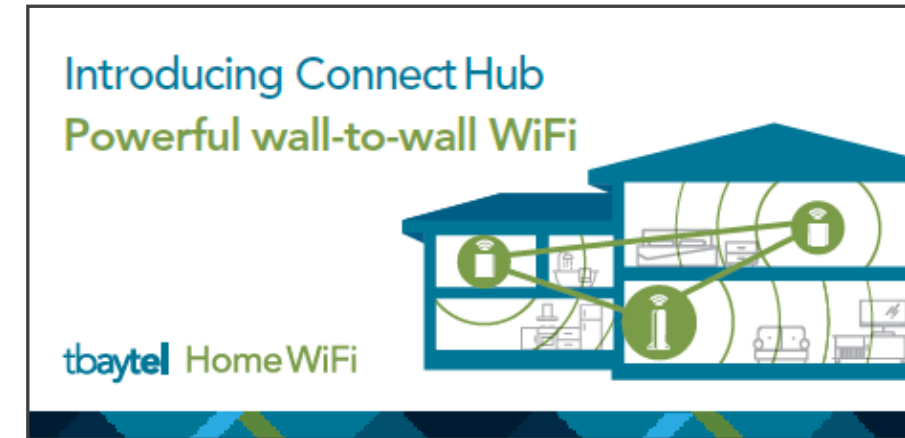 Introducing Connect Hub
Powerful wall-to-wall WiFi
tbaytel Home WiFi